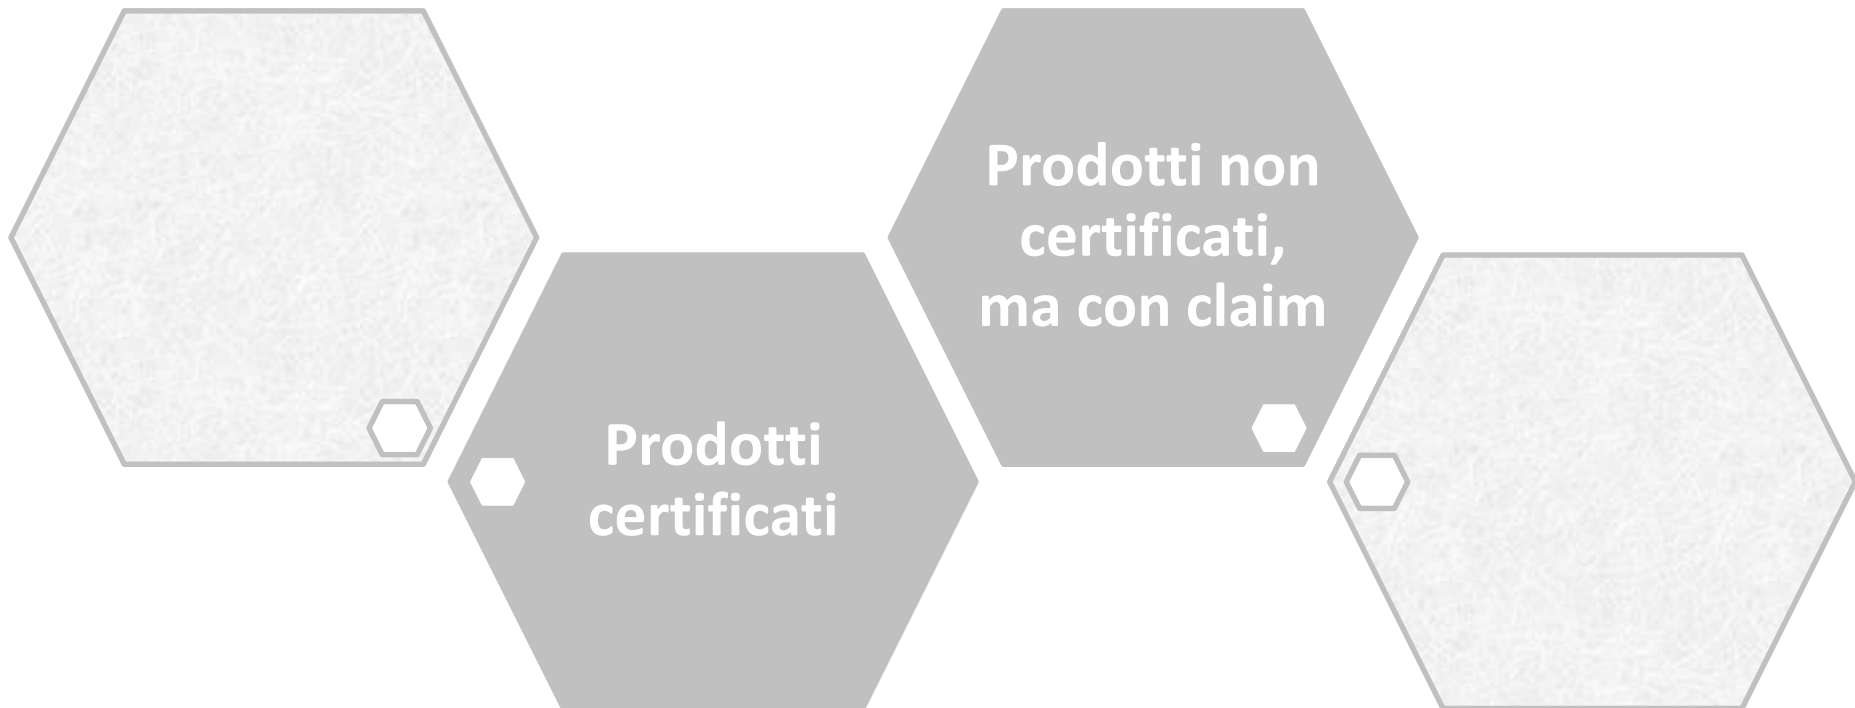 Prodotti
certificati
Prodotti non
certificati,
ma con claim